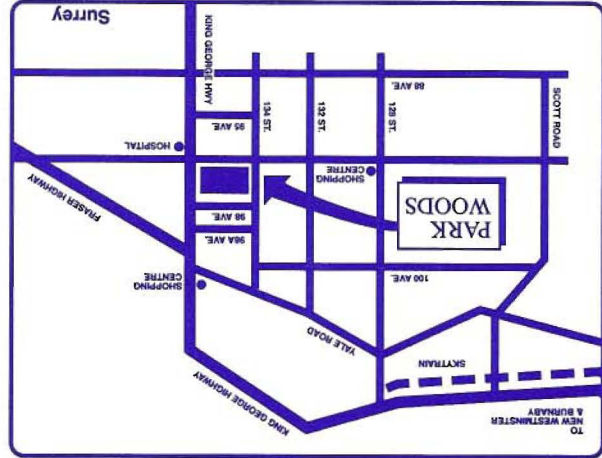 TO
NEW WESTMINSTER
& BURNABY
KING GEORGE HIGHWAY
SKYTRAIN
YALE ROAD
SHOPPING
CENTRE
100 AVE.
98A AVE.
PARK
WOODS
98 AVE.
FRASER HIGHWAY
SHOPPING
CENTRE
HOSPITAL
95 AVE.
SCOTT ROAD
128 ST.
132 ST.
134 ST.
88 AVE.
KING GEORGE HWY
Surrey